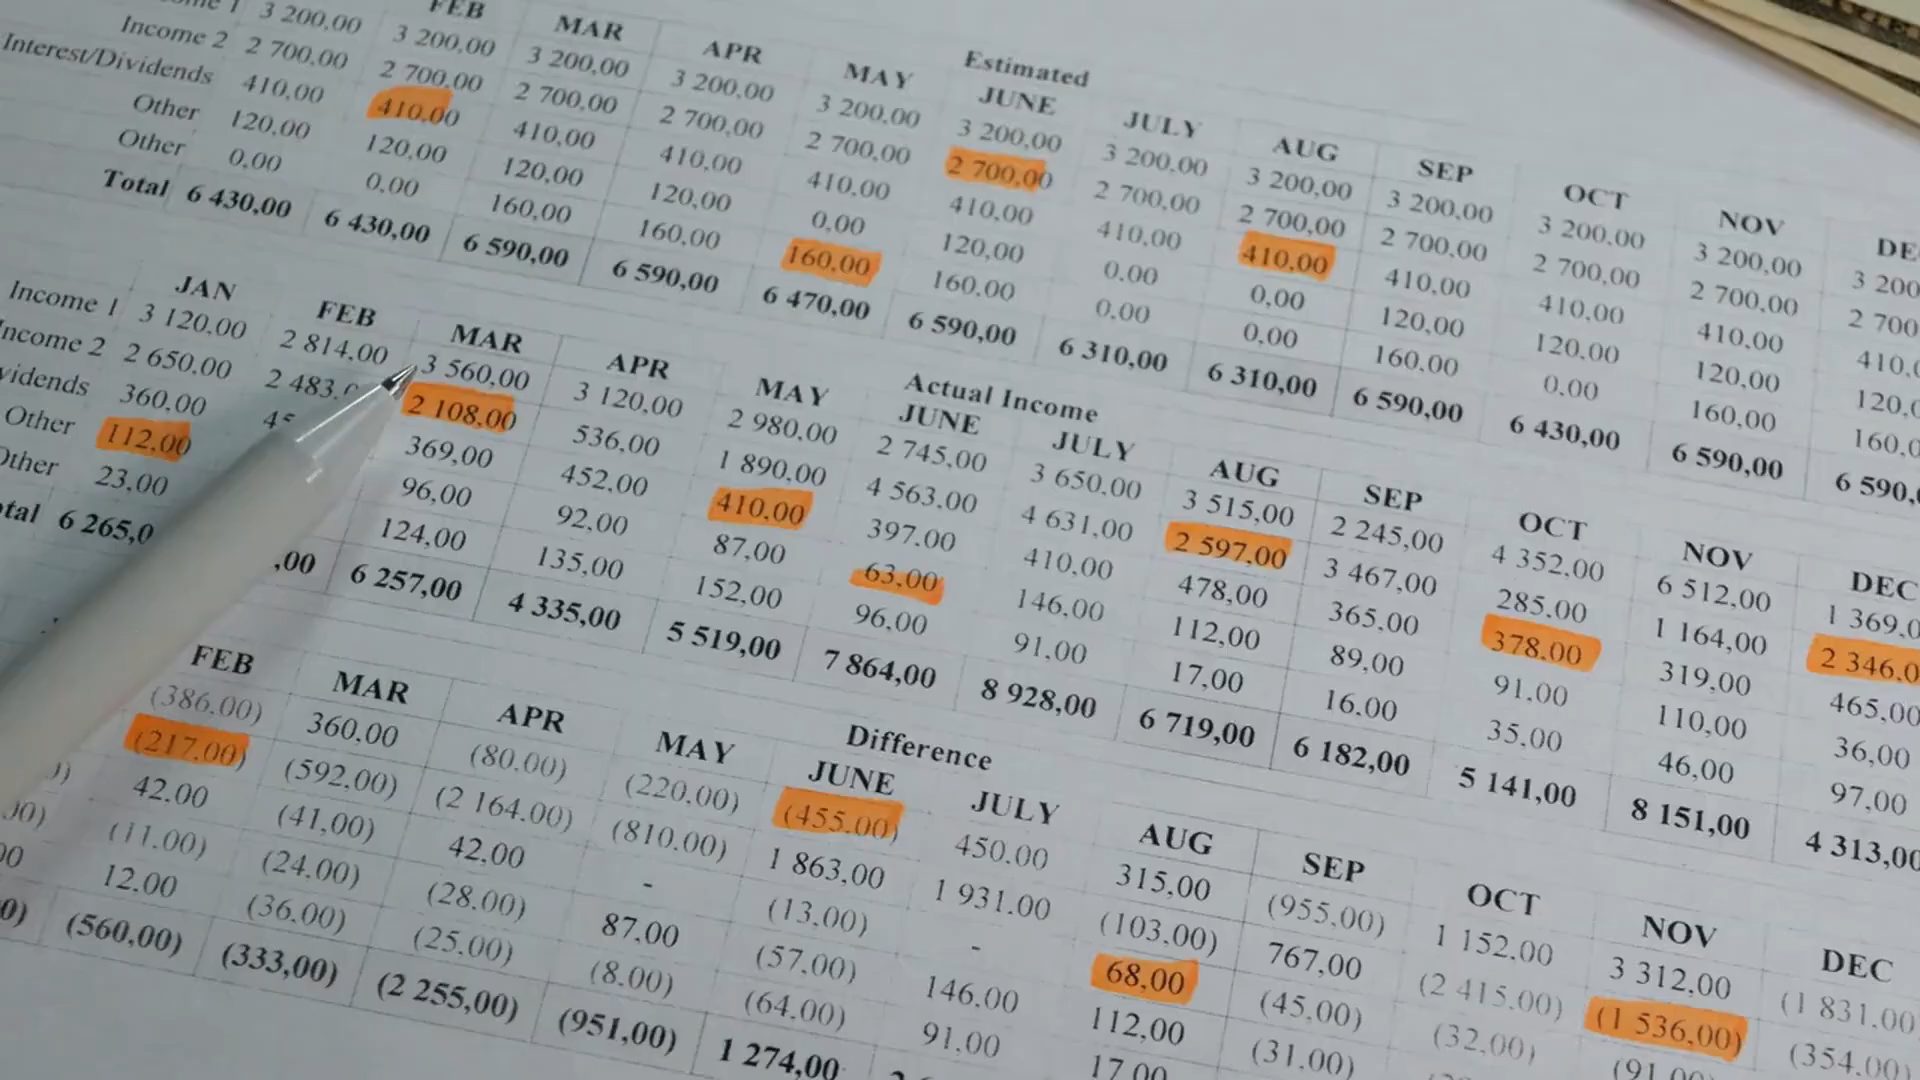 Estimated
FEB MAR APR MAY JUNE JULY AUG SEP OCT NOV
3 200,00 3 200,00 3 200,00 3 200,00 3 200,00 3 200,00 3 200,00 3 200,00 3 200,00 3 200,00 3 200,00 3 200
Income 2 2 700,00 2 700,00 2 700,00 2 700,00 2 700,00 2 700,00 2 700,00 2 700,00 2 700,00 2 700,00 2 700,00 2 700
Interest/Dividends 410,00 410,00 410,00 410,00 410,00 410,00 410,00 410,00 410,00 410,00 410,00 410,0
Other 120,00 120,00 120,00 120,00 0,00 120,00 0,00 0,00 120,00 120,00 120,00 120,0
Other 0,00 0,00 160,00 160,00 160,00 160,00 0,00 0,00 160,00 0,00 160,00 160,0
Total 6 430,00 6 430,00 6 590,00 6 590,00 6 470,00 6 590,00 6 310,00 6 310,00 6 590,00 6 430,00 6 590,00 6 590,
Actual Income
JAN FEB MAR APR MAY JUNE JULY AUG SEP OCT NOV DEC
Income 1 3 120,00 2 814,00 3 560,00 3 120,00 2 980,00 2 745,00 3 650,00 3 515,00 2 245,00 4 352,00 6 512,00 1 369,0
ncome 2 2 650,00 2 483, 2 108,00 536,00 1 890,00 4 563,00 4 631,00 2 597,00 3 467,00 285,00 1 164,00 2 346,0
vidends 360,00 369,00 452,00 410,00 397,00 410,00 478,00 365,00 378,00 319,00 465,00
Other 112,00 96,00 92,00 87,00 63,00 146,00 112,00 89,00 91,00 110,00 36,00
Other 23,00 124,00 135,00 152,00 96,00 91,00 17,00 16,00 35,00 46,00 97,00
tal 6 265,0 ,00 6 257,00 4 335,00 5 519,00 7 864,00 8 928,00 6 719,00 6 182,00 5 141,00 8 151,00 4 313,00
Difference
FEB MAR APR MAY JUNE JULY AUG SEP OCT NOV DEC
(386,00) 360,00 (80,00) (220,00) (455,00) 450,00 315,00 (955,00) 1 152,00 3 312,00 (1 831,00
(217,00) (592,00) (2 164,00) (810,00) 1 863,00 1 931,00 (103,00) 767,00 (2 415,00) (1 536,00) (354,00)
42,00 (41,00) 42,00 - (13,00) - 68,00 (45,00) (32,00) (91,00)
(11,00) (24,00) (28,00) 87,00 (57,00) 146,00 112,00 (31,00)
12,00 (36,00) (25,00) (8,00) (64,00) 91,00 17,00
(560,00) (333,00) (2 255,00) (951,00) 1 274,00